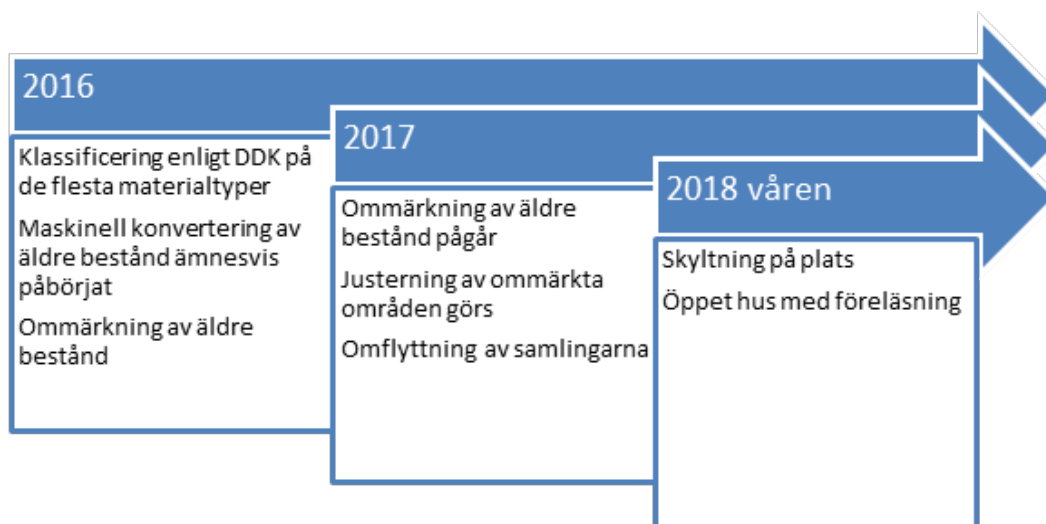 2016
Klassificering enligt DDK på
de flesta materialtyper
Maskinell konvertering av
äldre bestånd ämnesvis
påbörjat
Ommärkning av äldre
bestånd
2017
Ommärkning av äldre
bestånd pågår
Justerning av ommärkta
områden görs
Omflyttning av samlingarna
2018 våren
Skyltning på plats
Öppet hus med föreläsning